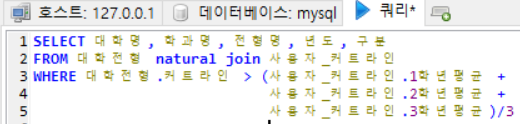 호스트: 127.0.0.1 데이터베이스: mysql 쿼리*
1 SELECT 대학명, 학과명, 전형명, 년도, 구분
2 FROM 대학전형 natural join 사용자_커트라인
3 WHERE 대학전형.커트라인 > (사용자_커트라인.1학년평균 +
4 사용자_커트라인.2학년평균 +
5 사용자_커트라인.3학년평균)/3
6